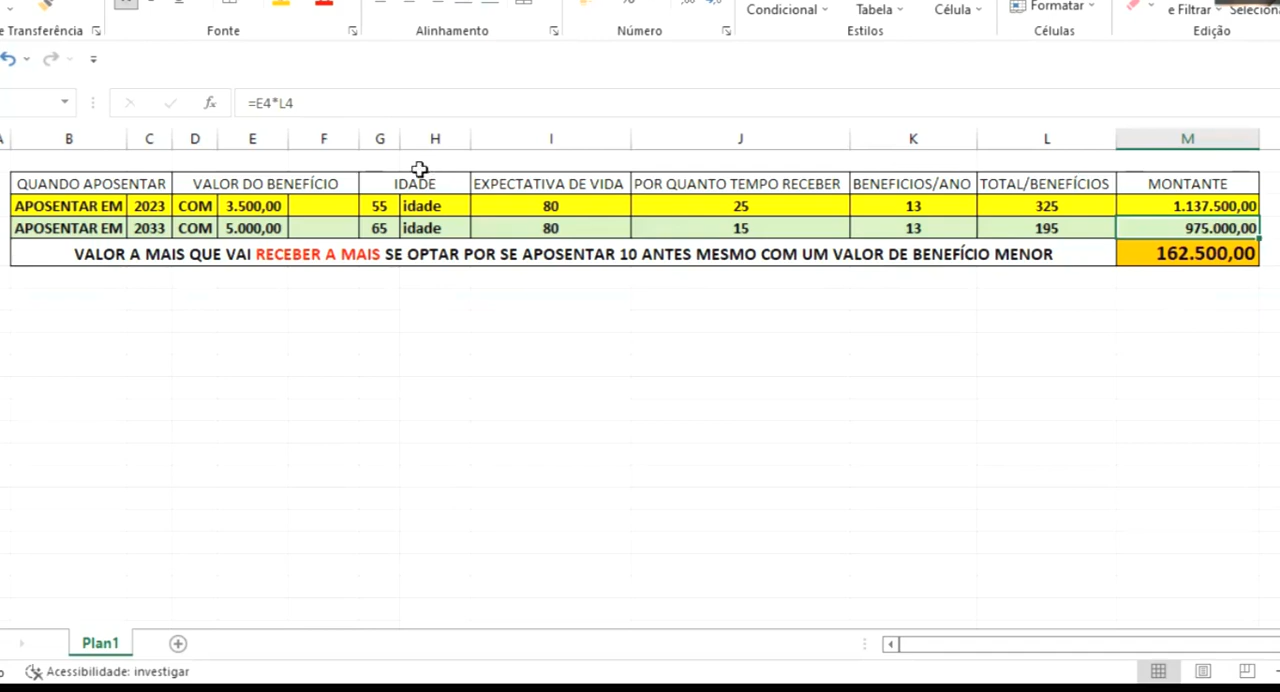 Condicional Tabela Célula Formatar e Filtrar Selecion
e Transferência Fonte Alinhamento Número Estilos Células Edição
fx =E4*L4
B C D E F G H I J K L M
QUANDO APOSENTAR VALOR DO BENEFÍCIO IDADE EXPECTATIVA DE VIDA POR QUANTO TEMPO RECEBER BENEFICIOS/ANO TOTAL/BENEFÍCIOS MONTANTE
APOSENTAR EM 2023 COM 3.500,00 55 idade 80 25 13 325 1.137.500,00
APOSENTAR EM 2033 COM 5.000,00 65 idade 80 15 13 195 975.000,00
VALOR A MAIS QUE VAI RECEBER A MAIS SE OPTAR POR SE APOSENTAR 10 ANTES MESMO COM UM VALOR DE BENEFÍCIO MENOR 162.500,00
Plan1
Acessibilidade: investigar